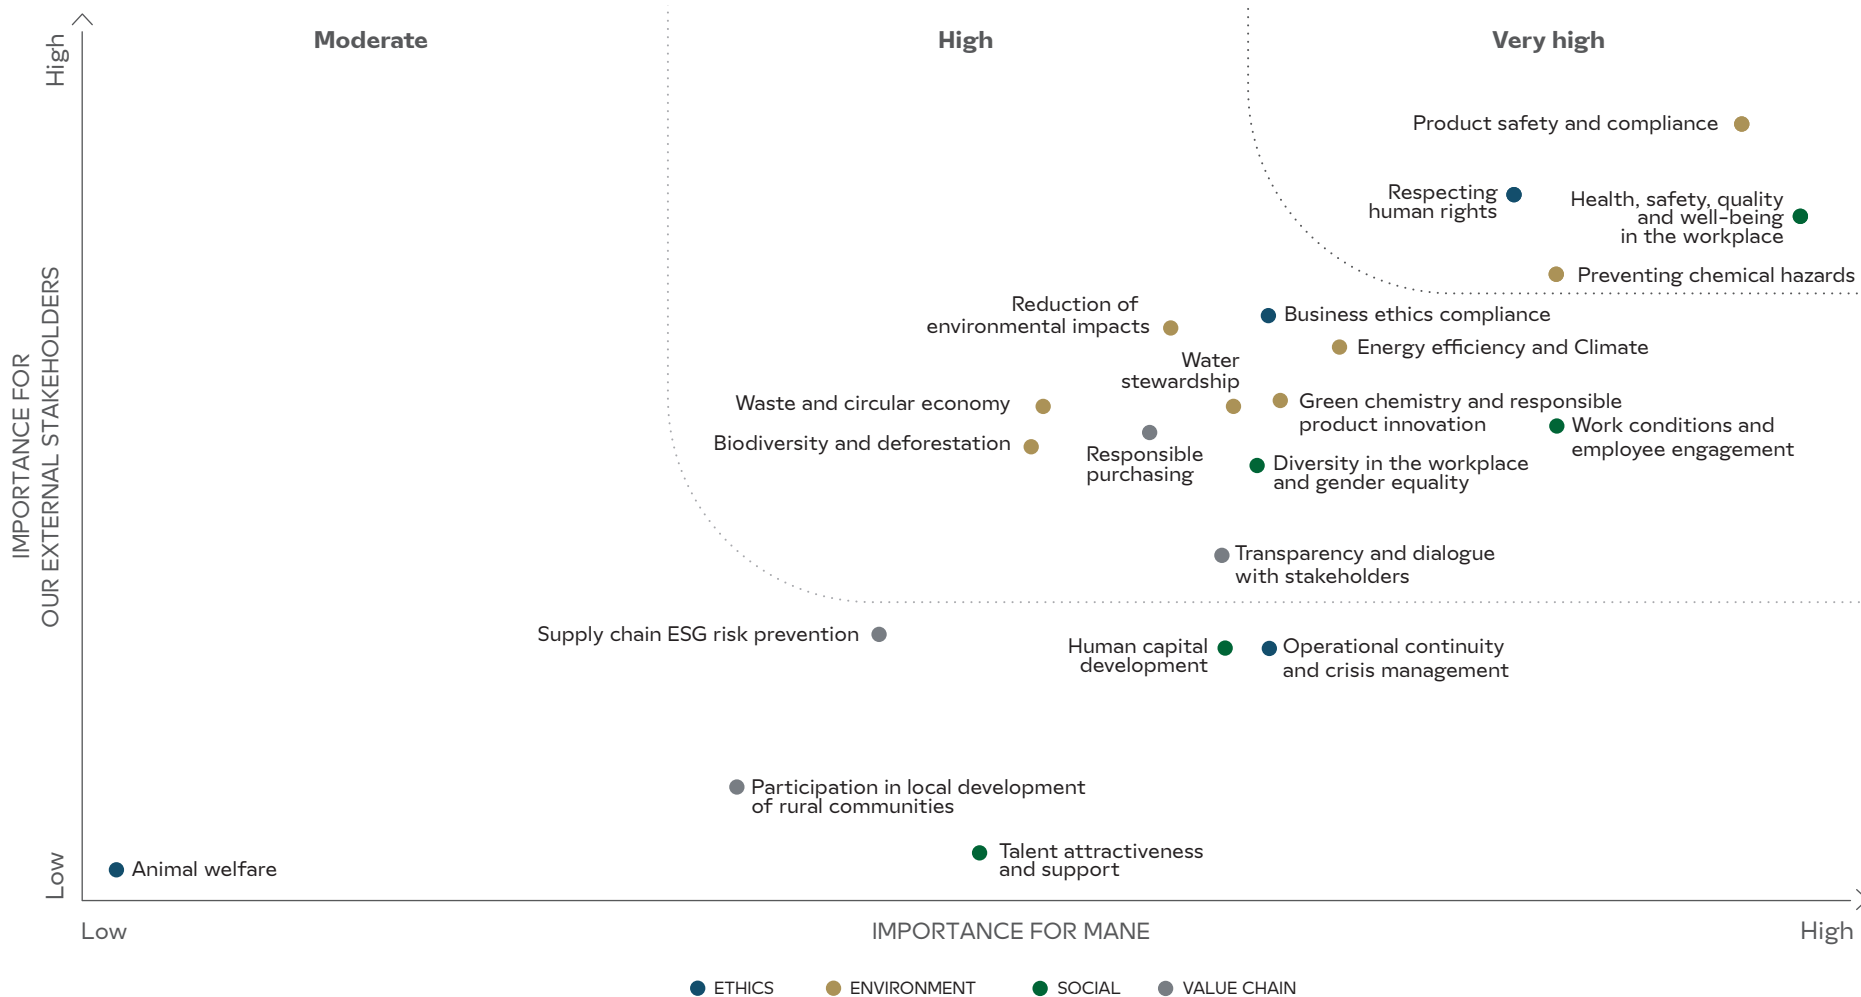 Moderate
High
Very high
High
Product safety and compliance
Respecting
human rights
Health, safety, quality
and well-being
in the workplace
Preventing chemical hazards
Reduction of
environmental impacts
Business ethics compliance
Energy efficiency and Climate
Water
stewardship
Waste and circular economy
Green chemistry and responsible
product innovation
Work conditions and
employee engagement
Biodiversity and deforestation
Responsible
purchasing
Diversity in the workplace
and gender equality
Transparency and dialogue
with stakeholders
IMPORTANCE FOR
OUR EXTERNAL STAKEHOLDERS
Supply chain ESG risk prevention
Human capital
development
Operational continuity
and crisis management
Participation in local development
of rural communities
Talent attractiveness
and support
Animal welfare
Low
Low
IMPORTANCE FOR MANE
High
ETHICS
ENVIRONMENT
SOCIAL
VALUE CHAIN